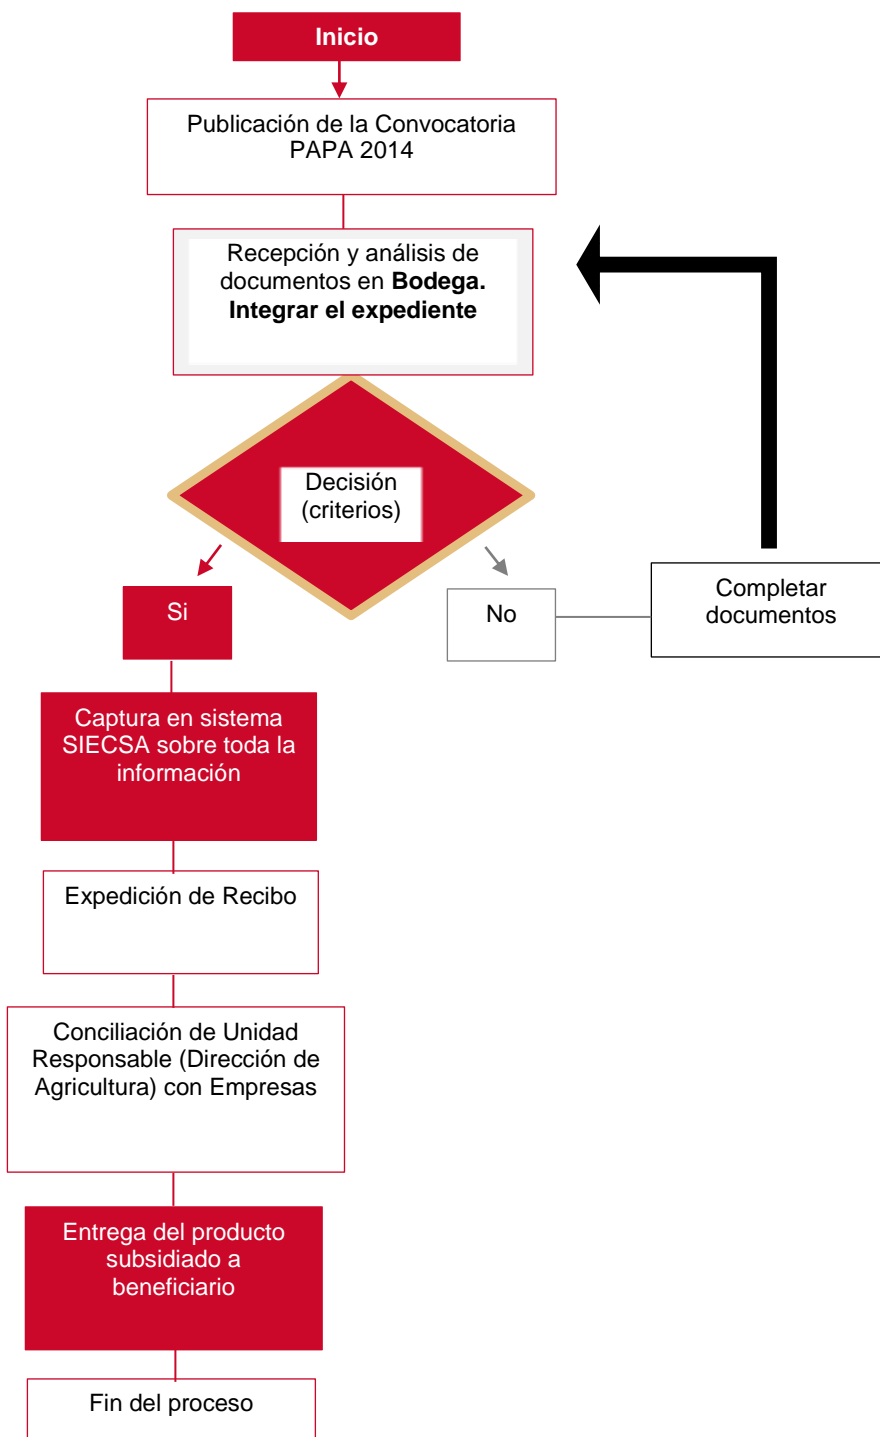 Inicio
Publicación de la Convocatoria
PAPA 2014
Recepción y análisis de
documentos en Bodega.
Integrar el expediente
Decisión
(criterios)
Si
No
Completar
documentos
Captura en sistema
SIECSA sobre toda la
información
Expedición de Recibo
Conciliación de Unidad
Responsable (Dirección de
Agricultura) con Empresas
Entrega del producto
subsidiado a
beneficiario
Fin del proceso